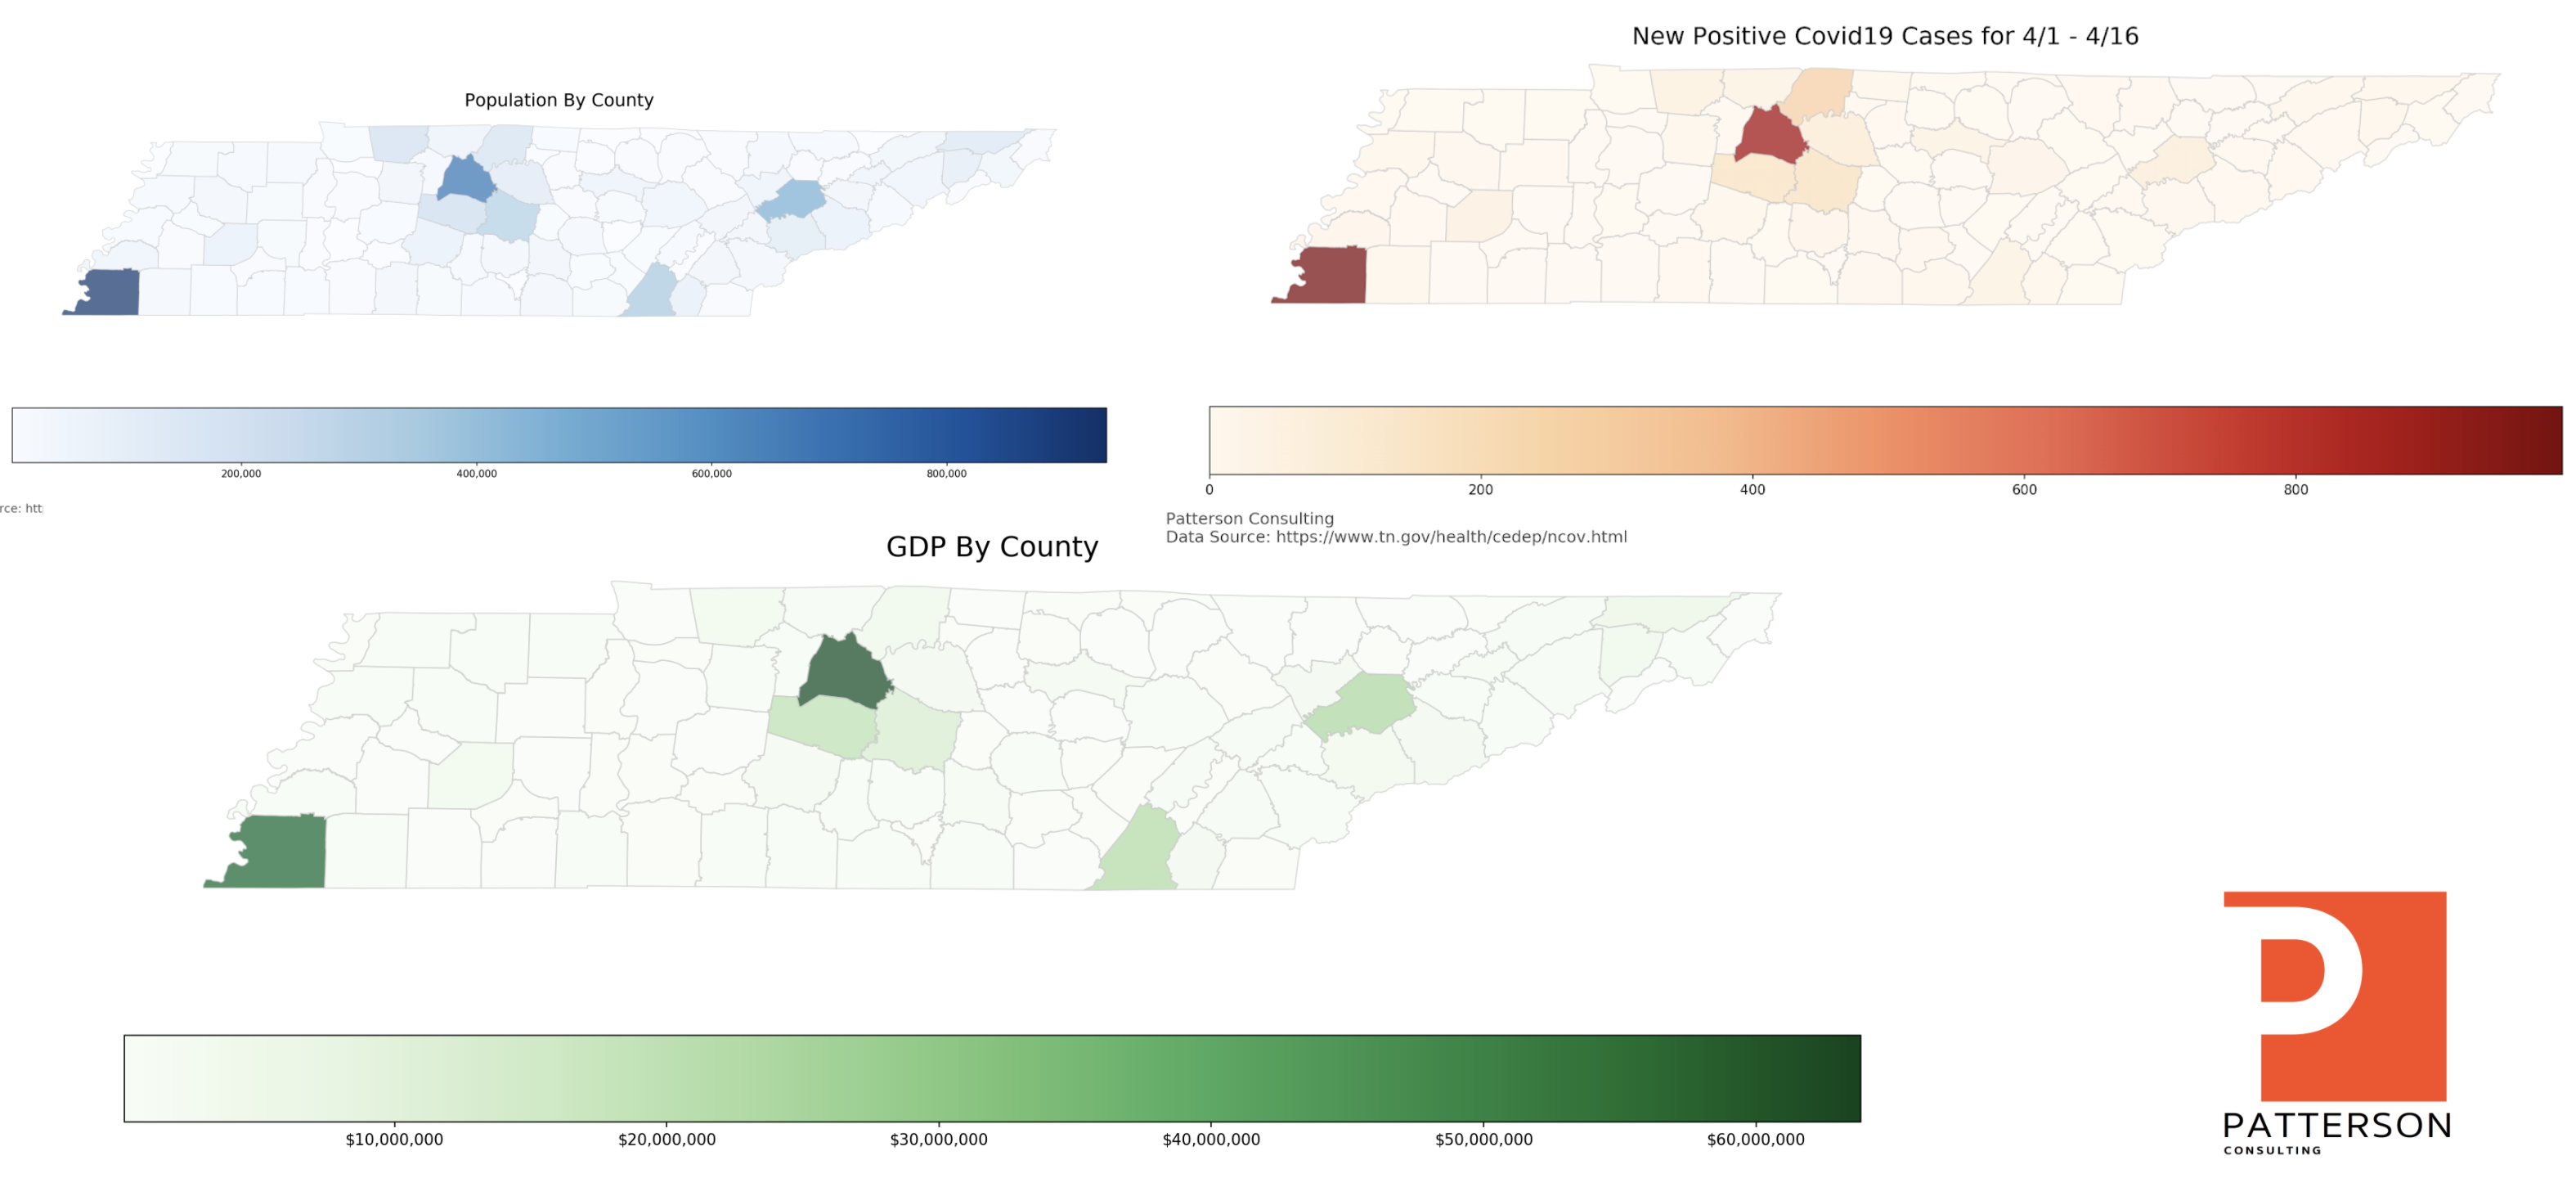 New Positive Covid19 Cases for 4/1 - 4/16
Population By County
200,000 400,000 600,000 800,000
0 200 400 600 800
rce: htt
Patterson Consulting
Data Source: https://www.tn.gov/health/cedep/ncov.html
GDP By County
$10,000,000 $20,000,000 $30,000,000 $40,000,000 $50,000,000 $60,000,000
PATTERSON
CONSULTING